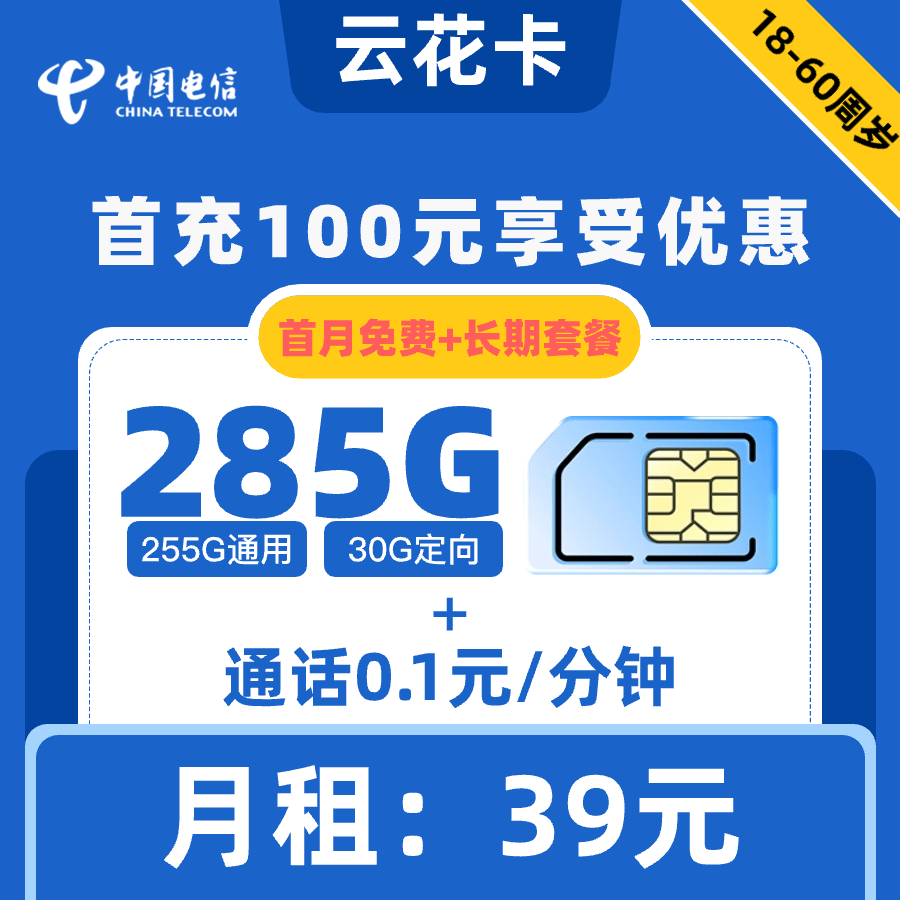 云花卡
18-60周岁
中国电信
CHINA TELECOM
首充100元享受优惠
首月免费+长期套餐
285G
255G通用
30G定向
+
通话0.1元/分钟
月租：39元